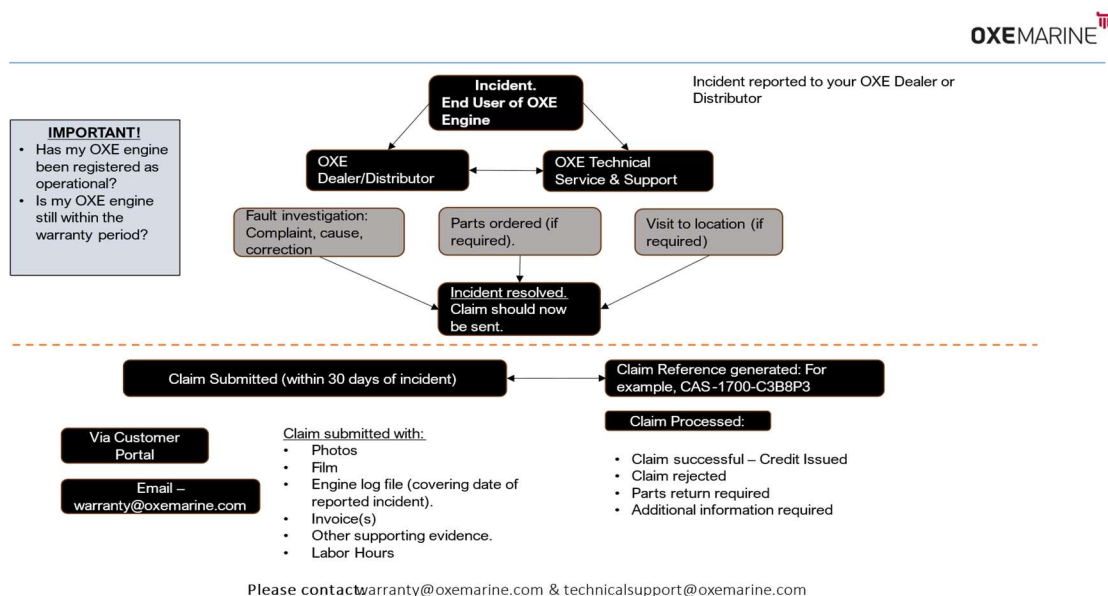 OXEMARINE
Incident.
End User of OXE
Engine
Incident reported to your OXE Dealer or
Distributor
IMPORTANT!
• Has my OXE engine
been registered as
operational?
• Is my OXE engine
still within the
warranty period?
OXE
Dealer/Distributor
OXE Technical
Service & Support
Fault investigation:
Complaint, cause,
correction
Parts ordered (if
required).
Visit to location (if
required)
Incident resolved.
Claim should now
be sent.
Claim Submitted (within 30 days of incident)
Claim Reference generated: For
example, CAS-1700-C3B8P3
Via Customer
Portal
Email –
warranty@oxemarine.com
Claim submitted with:
• Photos
• Film
• Engine log file (covering date of
reported incident).
• Invoice(s)
• Other supporting evidence.
• Labor Hours
Claim Processed:
• Claim successful – Credit Issued
• Claim rejected
• Parts return required
• Additional information required
Please contact warranty@oxemarine.com & technicalsupport@oxemarine.com